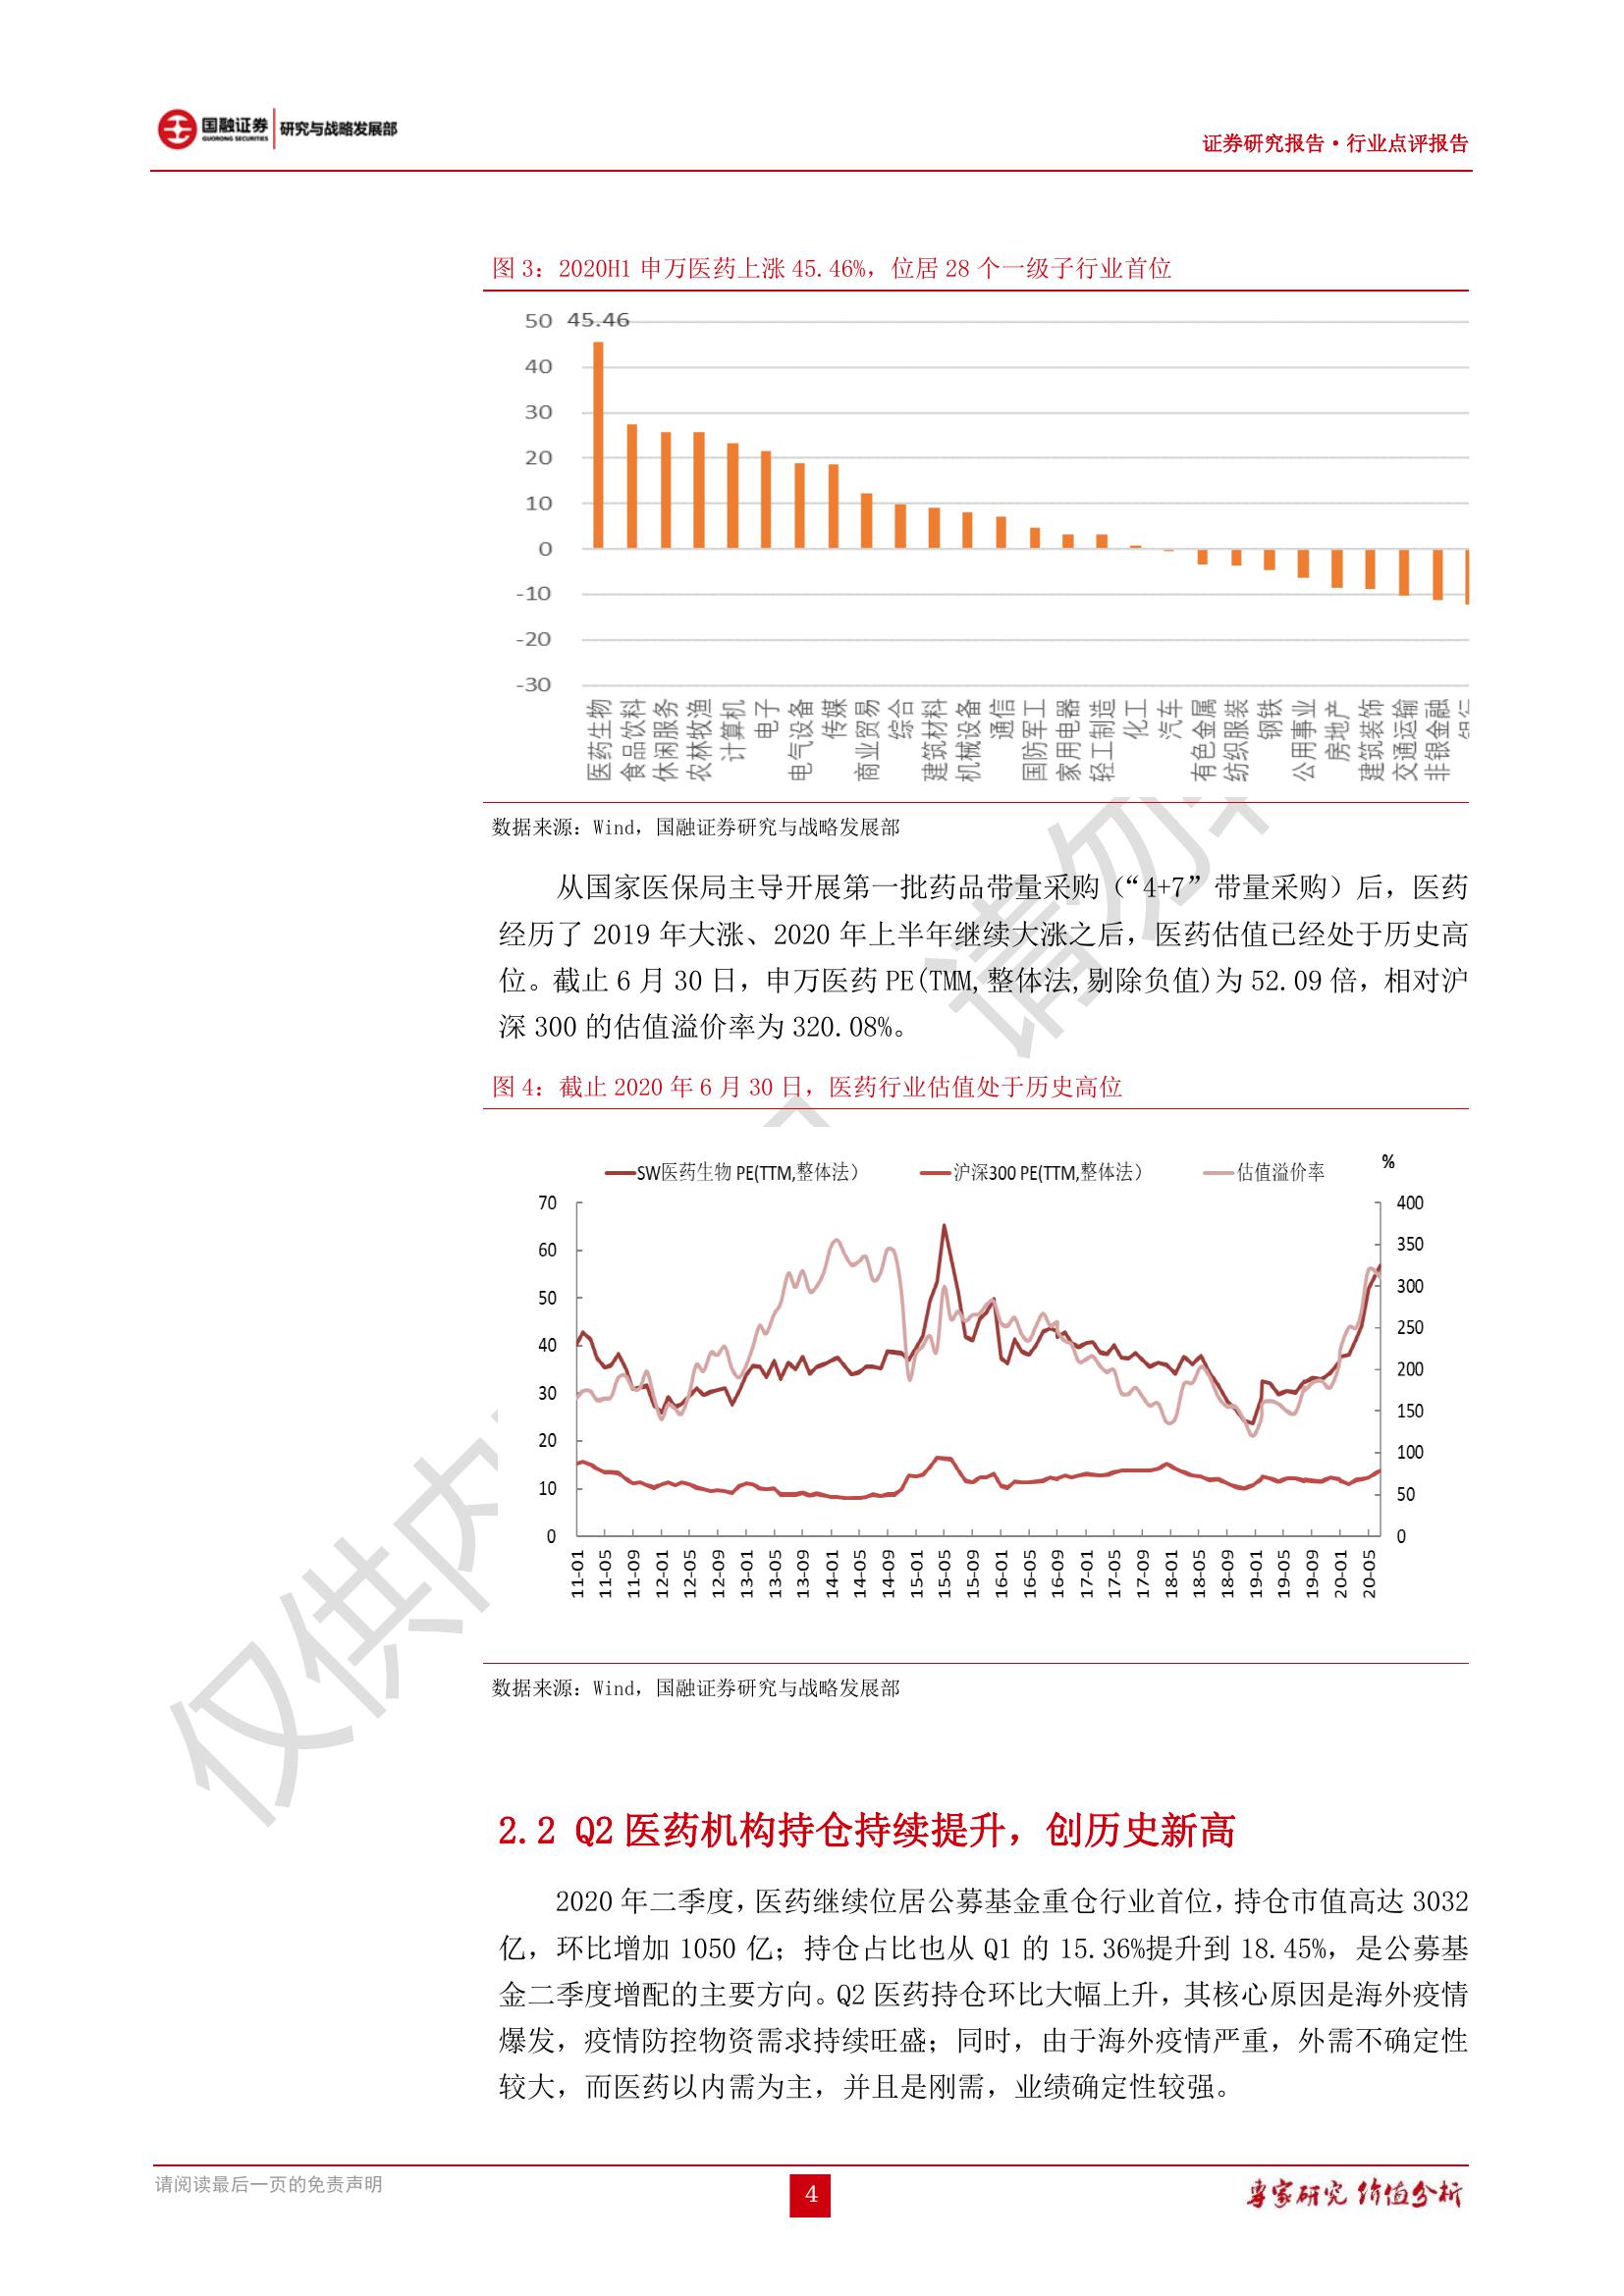 国融证券
GUORONG SECURITIES
研究与战略发展部
证券研究报告·行业点评报告
图 3：2020H1 申万医药上涨 45.46%，位居 28 个一级子行业首位
45.46
50
40
30
20
10
0
-10
-20
-30
医药生物
食品饮料
休闲服务
农林牧渔
计算机
电子
电气设备
传媒
商业贸易
综合
建筑材料
机械设备
通信
国防军工
家用电器
轻工制造
化工
汽车
有色金属
纺织服装
钢铁
公用事业
房地产
建筑装饰
交通运输
非银金融
数据来源：Wind，国融证券研究与战略发展部
从国家医保局主导开展第一批药品带量采购（“4+7”带量采购）后，医药
经历了 2019 年大涨、2020 年上半年继续大涨之后，医药估值已经处于历史高
位。截止 6 月 30 日，申万医药 PE(TMM,整体法,剔除负值)为 52.09 倍，相对沪
深 300 的估值溢价率为 320.08%。
图 4：截止 2020 年 6 月 30 日，医药行业估值处于历史高位
SW医药生物 PE(TTM,整体法）
沪深300 PE(TTM,整体法）
估值溢价率
%
70
60
50
40
30
20
10
0
400
350
300
250
200
150
100
50
0
11-01
11-05
11-09
12-01
12-05
12-09
13-01
13-05
13-09
14-01
14-05
14-09
15-01
15-05
15-09
16-01
16-05
16-09
17-01
17-05
17-09
18-01
18-05
18-09
19-01
19-05
19-09
20-01
20-05
数据来源：Wind，国融证券研究与战略发展部
2.2 Q2 医药机构持仓持续提升，创历史新高
2020 年二季度，医药继续位居公募基金重仓行业首位，持仓市值高达 3032
亿，环比增加 1050 亿；持仓占比也从 Q1 的 15.36%提升到 18.45%，是公募基
金二季度增配的主要方向。Q2 医药持仓环比大幅上升，其核心原因是海外疫情
爆发，疫情防控物资需求持续旺盛；同时，由于海外疫情严重，外需不确定性
较大，而医药以内需为主，并且是刚需，业绩确定性较强。
请阅读最后一页的免责声明
4
专家研究 价值分析
仅供内
请勿